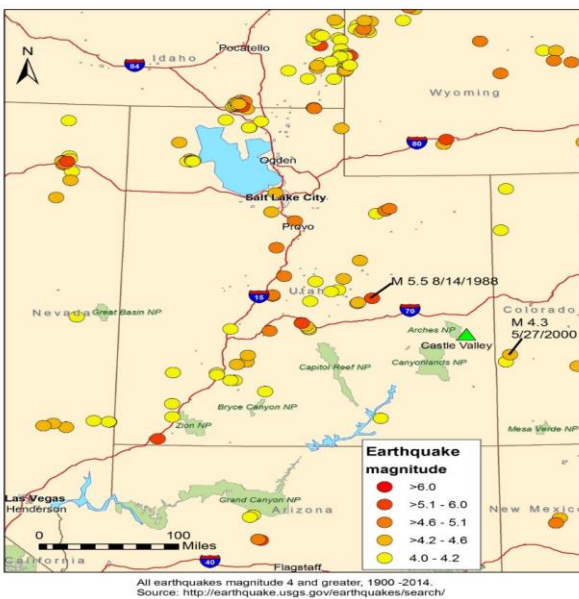 N
84
Idaho
Pocatello
Wyoming
80
Ogden
Salt Lake City
Provo
Utah
M 5.5 8/14/1988
15
70
Nevada
Great Basin NP
Colorado
M 4.3
5/27/2000
Arches NP
Castle Valley
Capitol Reef NP
Canyonlands NP
Bryce Canyon NP
Zion NP
Mesa Verde NP
Earthquake
magnitude
>6.0
>5.1 - 6.0
>4.6 - 5.1
>4.2 - 4.6
4.0 - 4.2
Las Vegas
Henderson
Grand Canyon NP
Arizona
New Mexico
0 100
Miles
California
40
Flagstaff
All earthquakes magnitude 4 and greater, 1900 -2014.
Source: http://earthquake.usgs.gov/earthquakes/search/